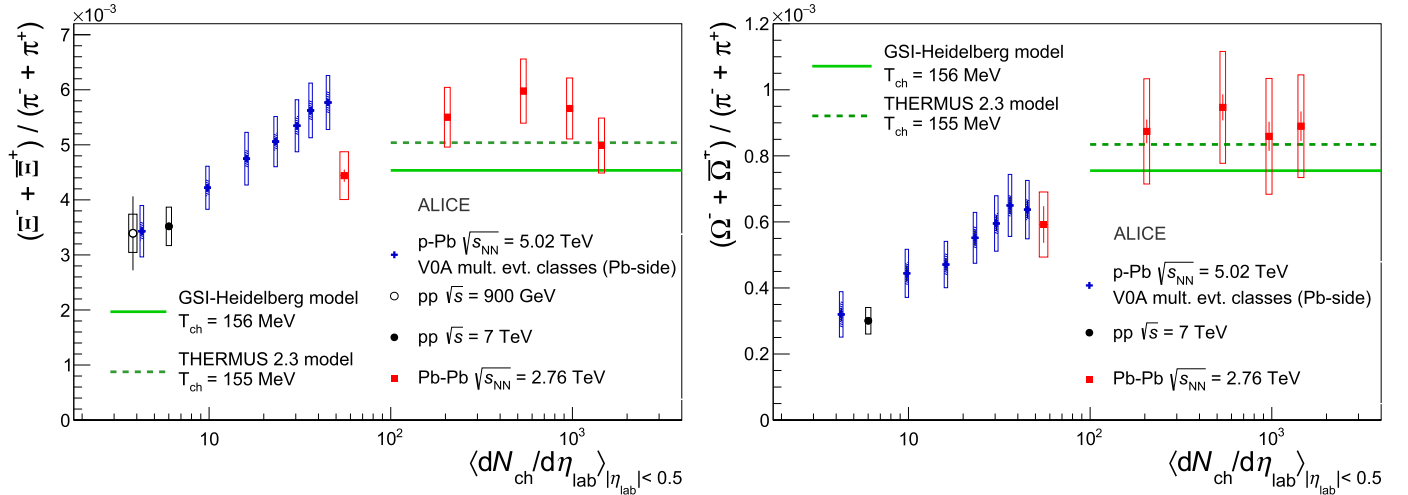 ×10⁻³
(Ξ⁻ + Ξ̅⁺) / (π⁻ + π⁺)
7
6
5
4
3
2
1
0
ALICE
p-Pb √s_NN = 5.02 TeV
V0A mult. evt. classes (Pb-side)
pp √s = 900 GeV
pp √s = 7 TeV
Pb-Pb √s_NN = 2.76 TeV
GSI-Heidelberg model
T_ch = 156 MeV
THERMUS 2.3 model
T_ch = 155 MeV
10
10²
10³
⟨dN_ch/dη_lab⟩_|η_lab|< 0.5
×10⁻³
(Ω⁻ + Ω̅⁺) / (π⁻ + π⁺)
1.2
1
0.8
0.6
0.4
0.2
0
GSI-Heidelberg model
T_ch = 156 MeV
THERMUS 2.3 model
T_ch = 155 MeV
ALICE
p-Pb √s_NN = 5.02 TeV
V0A mult. evt. classes (Pb-side)
pp √s = 7 TeV
Pb-Pb √s_NN = 2.76 TeV
10
10²
10³
⟨dN_ch/dη_lab⟩_|η_lab|< 0.5